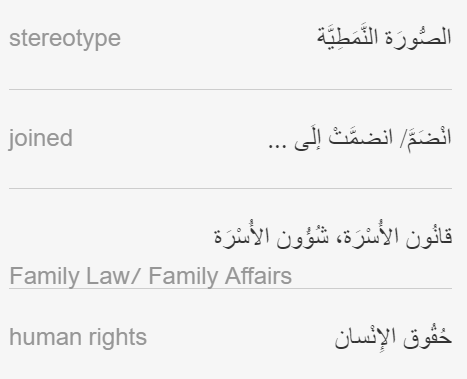 stereotype الصُّورَة النَّمَطِيَّة
joined انْضَمَّ/ انضمَّتْ إلَى ...
قانُون الأُسْرَة، شُؤُون الأُسْرَة
Family Law/ Family Affairs
human rights حُقُوق الإِنْسان